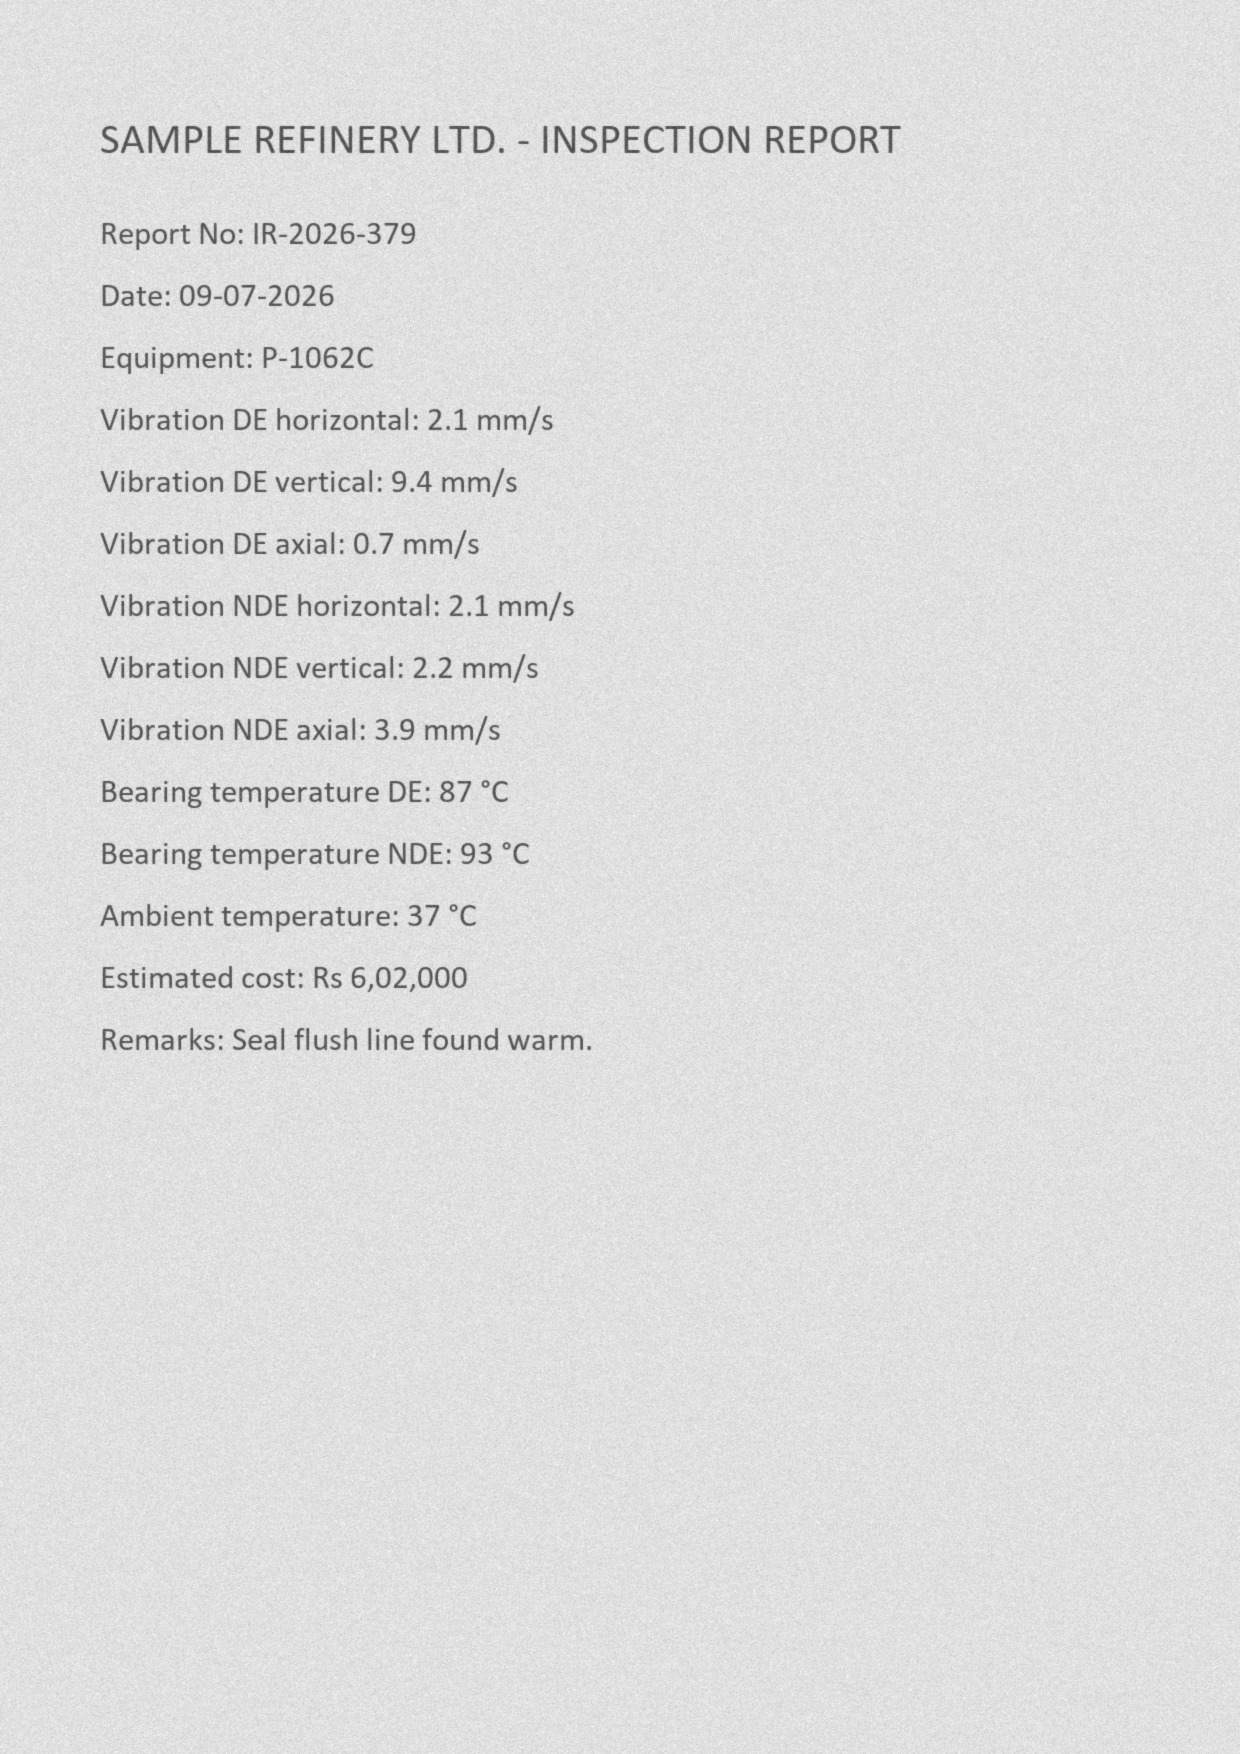 SAMPLE REFINERY LTD. - INSPECTION REPORT
Report No: IR-2026-379
Date: 09-07-2026
Equipment: P-1062C
Vibration DE horizontal: 2.1 mm/s
Vibration DE vertical: 9.4 mm/s
Vibration DE axial: 0.7 mm/s
Vibration NDE horizontal: 2.1 mm/s
Vibration NDE vertical: 2.2 mm/s
Vibration NDE axial: 3.9 mm/s
Bearing temperature DE: 87 °C
Bearing temperature NDE: 93 °C
Ambient temperature: 37 °C
Estimated cost: Rs 6,02,000
Remarks: Seal flush line found warm.